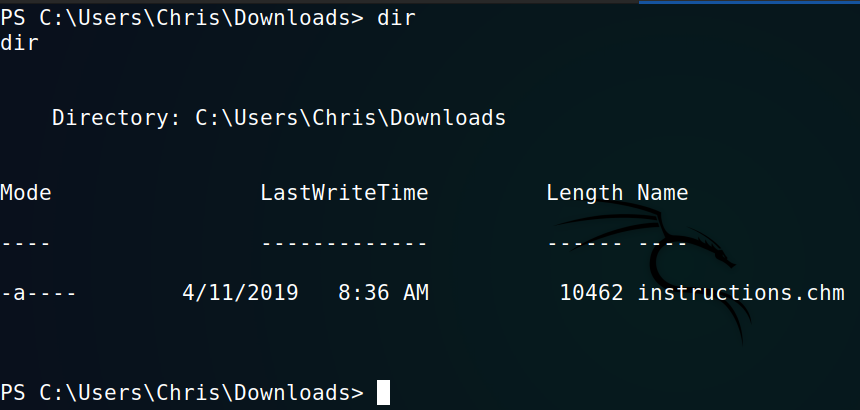 PS C:\Users\Chris\Downloads> dir
dir
Directory: C:\Users\Chris\Downloads
Mode LastWriteTime Length Name
---- ------------- ------ ----
-a---- 4/11/2019 8:36 AM 10462 instructions.chm
PS C:\Users\Chris\Downloads>